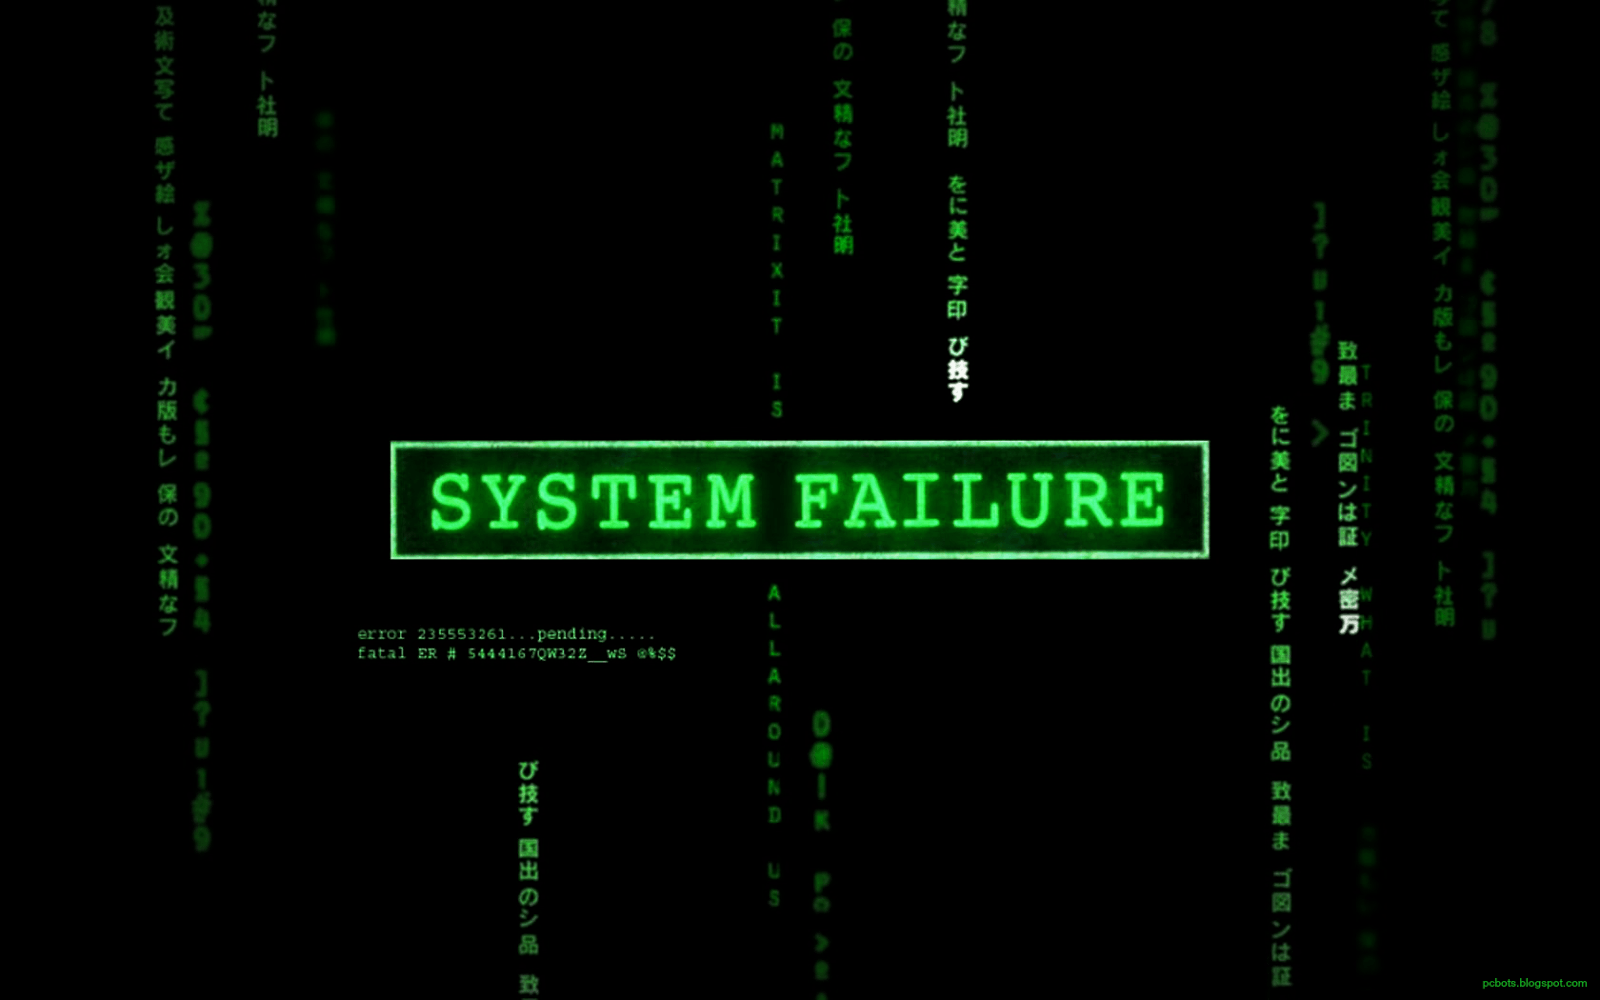 及術文写て 感ザ絵 しォ会観美イ カ版もレ 保の 文精なフ
精なフ ト社明
MATRIXIT IS
保の 文精なフ ト社明
精なフ ト社明 をに美と 字印 び技す
て 感ザ絵 しォ会観美イ カ版もレ 保の 文精なフ ト社明
]?U1#9 >
致最ま ゴ図ンは証 メ密万
TRINITY WHAT IS
をに美と 字印 び技す 国出のシ品 致最ま ゴ図ンは証
SYSTEM FAILURE
error 235553261...pending.....
fatal ER # 5444167QW32Z__wS @%$$
ALLAROUND US
び技す 国出のシ品 致
pcbots.blogspot.com